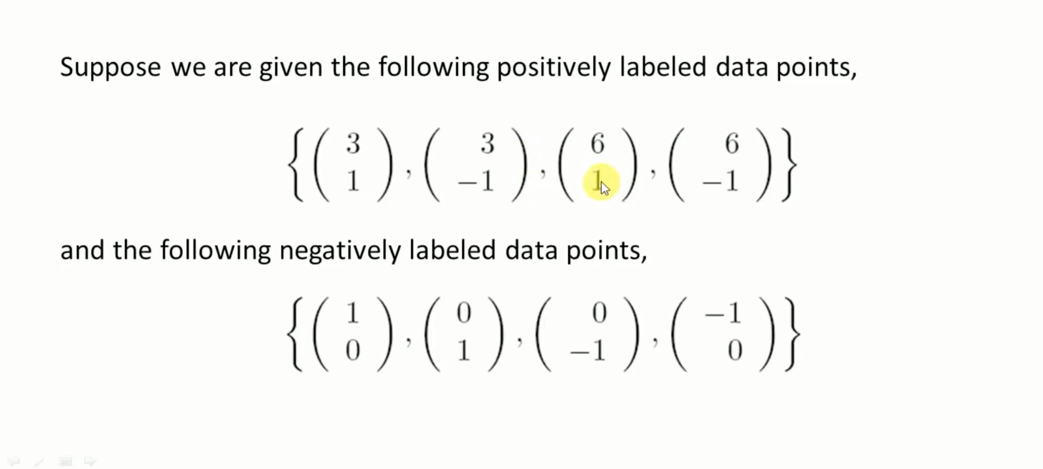 Suppose we are given the following positively labeled data points,
{(3 1), (3 -1), (6 1), (6 -1)}
and the following negatively labeled data points,
{(1 0), (0 1), (0 -1), (-1 0)}